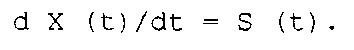 d X (t)/dt = S (t).